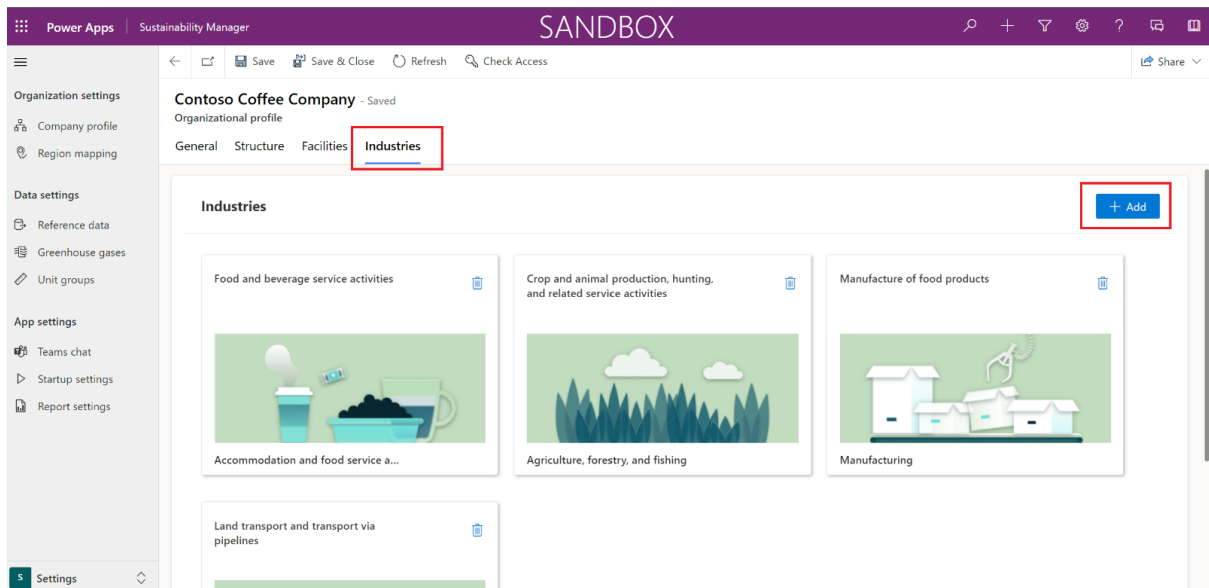 Power Apps
Sustainability Manager
SANDBOX
Save
Save & Close
Refresh
Check Access
Share
Organization settings
Company profile
Region mapping
Data settings
Reference data
Greenhouse gases
Unit groups
App settings
Teams chat
Startup settings
Report settings
S
Settings
Contoso Coffee Company - Saved
Organizational profile
General
Structure
Facilities
Industries
Industries
+ Add
Food and beverage service activities
Accommodation and food service a...
Crop and animal production, hunting,
and related service activities
Agriculture, forestry, and fishing
Manufacture of food products
Manufacturing
Land transport and transport via
pipelines